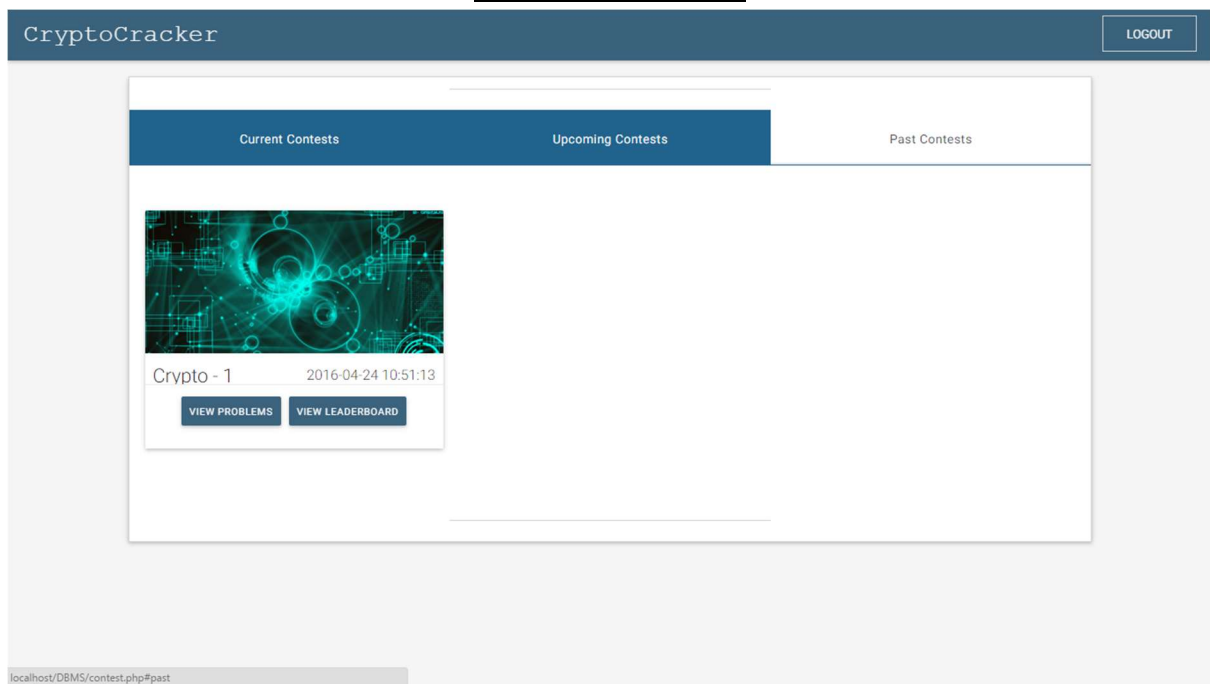 CryptoCracker
LOGOUT
Current Contests
Upcoming Contests
Past Contests
Crypto - 1
2016-04-24 10:51:13
VIEW PROBLEMS
VIEW LEADERBOARD
localhost/DBMS/contest.php#past